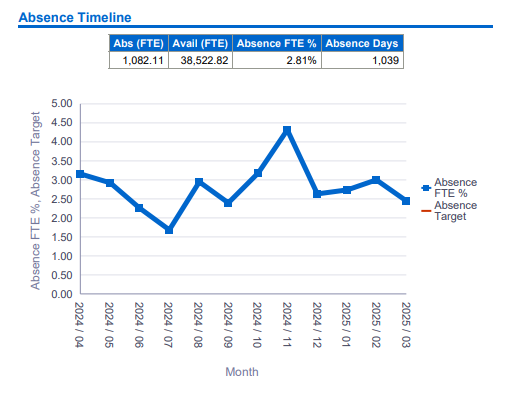 Absence Timeline
Abs (FTE) Avail (FTE) Absence FTE % Absence Days
1,082.11 38,522.82 2.81% 1,039
Absence FTE %, Absence Target
5.00
4.50
4.00
3.50
3.00
2.50
2.00
1.50
1.00
0.50
0.00
2024 / 04
2024 / 05
2024 / 06
2024 / 07
2024 / 08
2024 / 09
2024 / 10
2024 / 11
2024 / 12
2025 / 01
2025 / 02
2025 / 03
Month
Absence
FTE %
Absence
Target